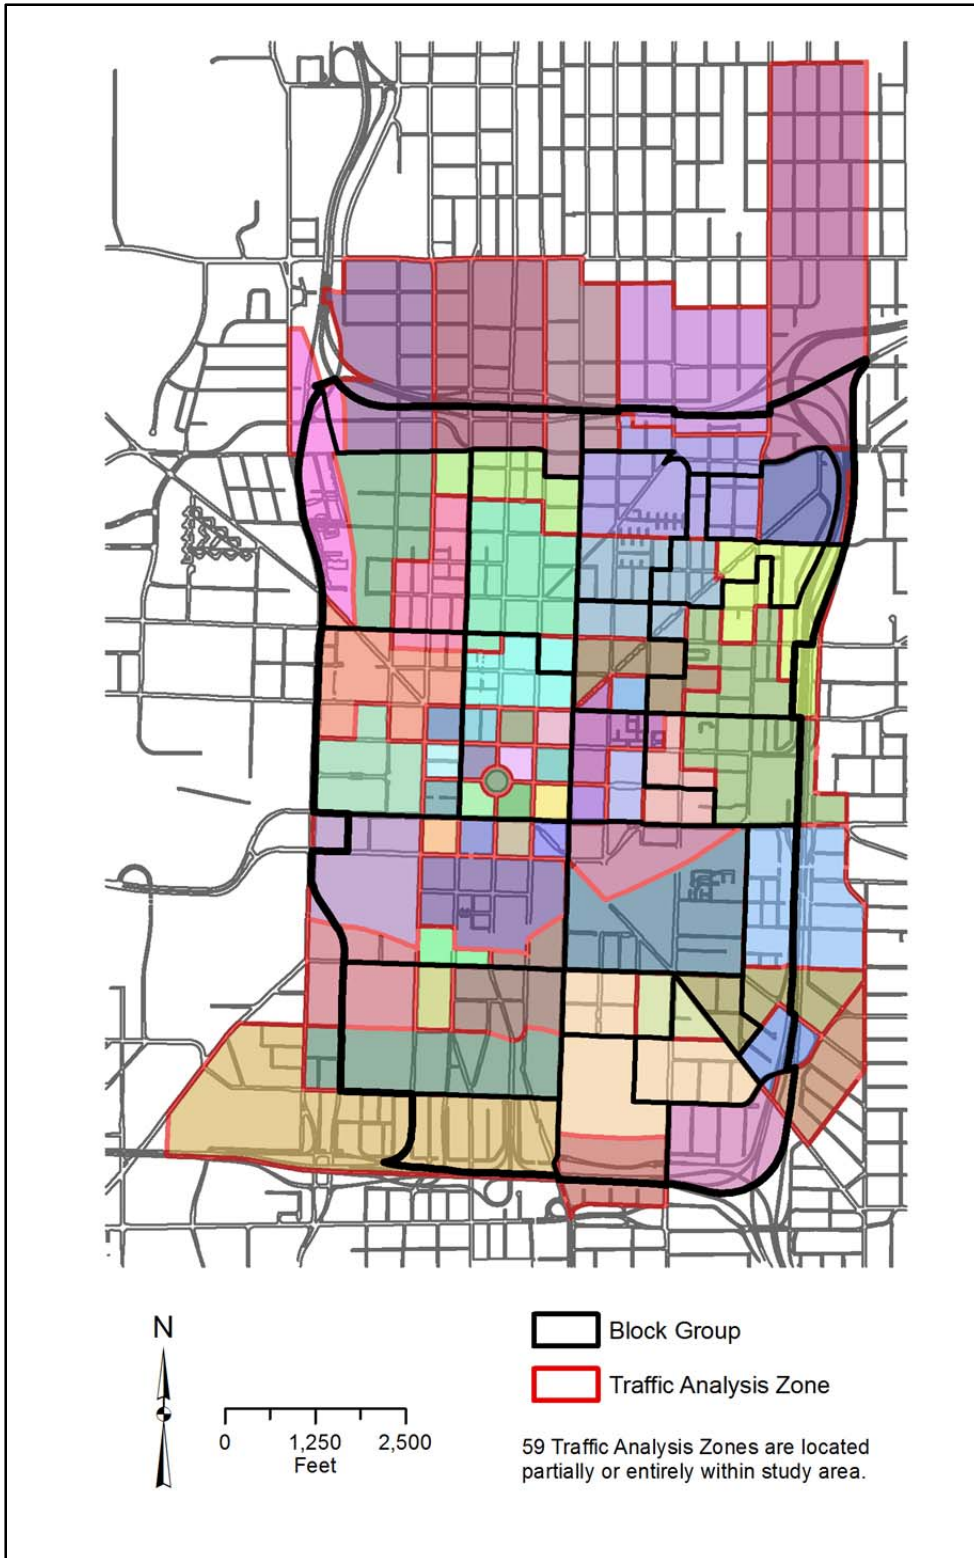 N
0 1,250 2,500
Feet
Block Group
Traffic Analysis Zone
59 Traffic Analysis Zones are located
partially or entirely within study area.